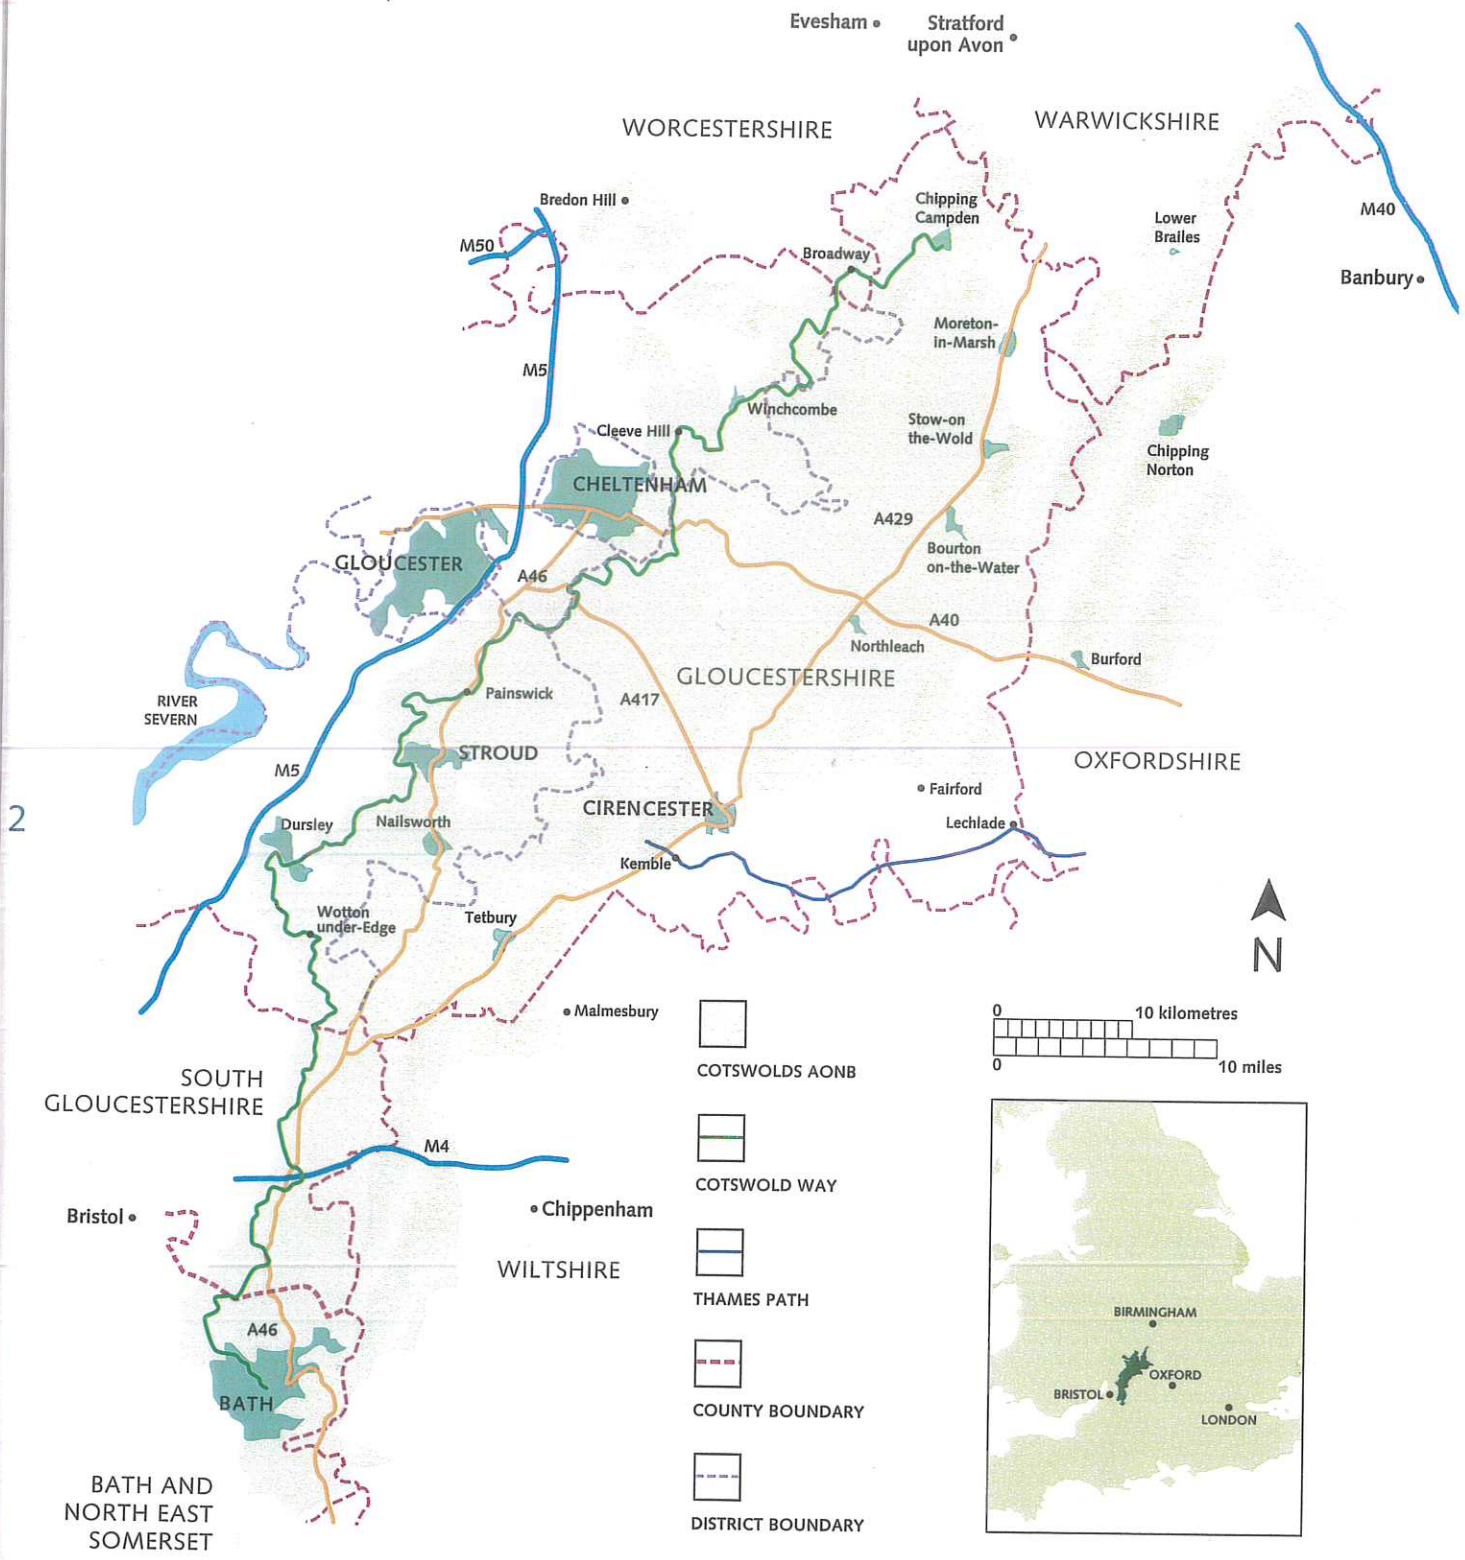 Evesham
Stratford
upon Avon
WORCESTERSHIRE
WARWICKSHIRE
Bredon Hill
Chipping
Campden
M50
Lower
Brailes
M40
Broadway
Banbury
Moreton-
in-Marsh
M5
Winchcombe
Stow-on
the-Wold
Cleeve Hill
Chipping
Norton
CHELTENHAM
A429
GLOUCESTER
A46
Bourton
on-the-Water
A40
Northleach
Burford
GLOUCESTERSHIRE
Painswick
A417
RIVER
SEVERN
STROUD
OXFORDSHIRE
M5
Fairford
CIRENCESTER
2
Dursley
Nailsworth
Lechlade
Kemble
Wotton
under-Edge
Tetbury
N
Malmesbury
0
10 kilometres
0
10 miles
COTSWOLDS AONB
SOUTH
GLOUCESTERSHIRE
M4
COTSWOLD WAY
Bristol
Chippenham
WILTSHIRE
THAMES PATH
A46
BATH
COUNTY BOUNDARY
BATH AND
NORTH EAST
SOMERSET
DISTRICT BOUNDARY
BIRMINGHAM
OXFORD
BRISTOL
LONDON